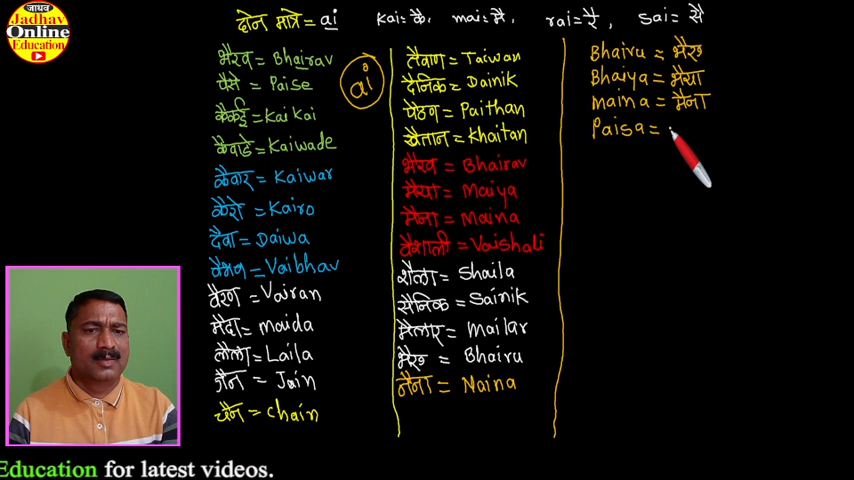 जाधव
Jadhav
Online
Education
दोन मात्रे = ai
Kai = कै
mai = मै
rai = रै
Sai = सै
भैरव = Bhairav
पैसे = Paise
कैकई = Kaikai
कैवाडे = Kaiwade
कैवार = Kaiwar
कैरो = Kairo
दैवा = Daiwa
वैभव = Vaibhav
वैरण = Vairan
मैदा = maida
लैला = Laila
जैन = Jain
चैन = chain
ai
तैवाण = Taiwan
दैनिक = Dainik
पैठण = Paithan
खैतान = Khaitan
भैरव = Bhairav
मैया = Maiya
मैना = Maina
वैशाली = Vaishali
शैला = Shaila
सैनिक = Sainik
मैलार = Mailar
भैरू = Bhairu
नैना = Naina
Bhairu = भैरू
Bhaiya = भैया
maina = मैना
Paisa =
Education for latest videos.